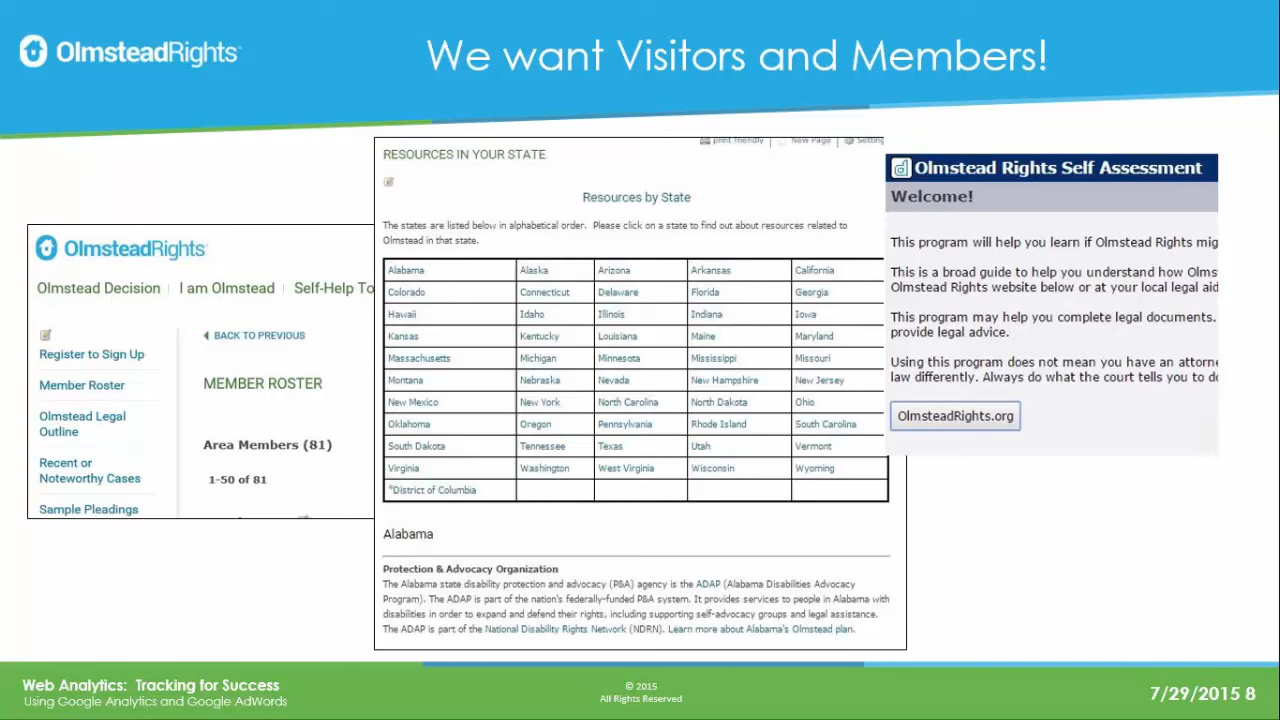 OlmsteadRights
We want Visitors and Members!
OlmsteadRights
Olmstead Decision
I am Olmstead
Self-Help To
Register to Sign Up
Member Roster
Olmstead Legal
Outline
Recent or
Noteworthy Cases
Sample Pleadings
BACK TO PREVIOUS
MEMBER ROSTER
Area Members (81)
1-50 of 81
print friendly | New Page | Setting
RESOURCES IN YOUR STATE
Resources by State
The states are listed below in alphabetical order. Please click on a state to find out about resources related to
Olmstead in that state.
Alabama Alaska Arizona Arkansas California
Colorado Connecticut Delaware Florida Georgia
Hawaii Idaho Illinois Indiana Iowa
Kansas Kentucky Louisiana Maine Maryland
Massachusetts Michigan Minnesota Mississippi Missouri
Montana Nebraska Nevada New Hampshire New Jersey
New Mexico New York North Carolina North Dakota Ohio
Oklahoma Oregon Pennsylvania Rhode Island South Carolina
South Dakota Tennessee Texas Utah Vermont
Virginia Washington West Virginia Wisconsin Wyoming
*District of Columbia
Alabama
Protection & Advocacy Organization
The Alabama state disability protection and advocacy (P&A) agency is the ADAP (Alabama Disabilities Advocacy
Program). The ADAP is part of the nation's federally-funded P&A system. It provides services to people in Alabama with
disabilities in order to expand and defend their rights, including supporting self-advocacy groups and legal assistance.
The ADAP is part of the National Disability Rights Network (NDRN). Learn more about Alabama's Olmstead plan.
Olmstead Rights Self Assessment
Welcome!
This program will help you learn if Olmstead Rights mig
This is a broad guide to help you understand how Olms
Olmstead Rights website below or at your local legal aid
This program may help you complete legal documents.
provide legal advice.
Using this program does not mean you have an attorne
law differently. Always do what the court tells you to do
OlmsteadRights.org
Web Analytics: Tracking for Success
Using Google Analytics and Google AdWords
© 2015
All Rights Reserved
7/29/2015 8